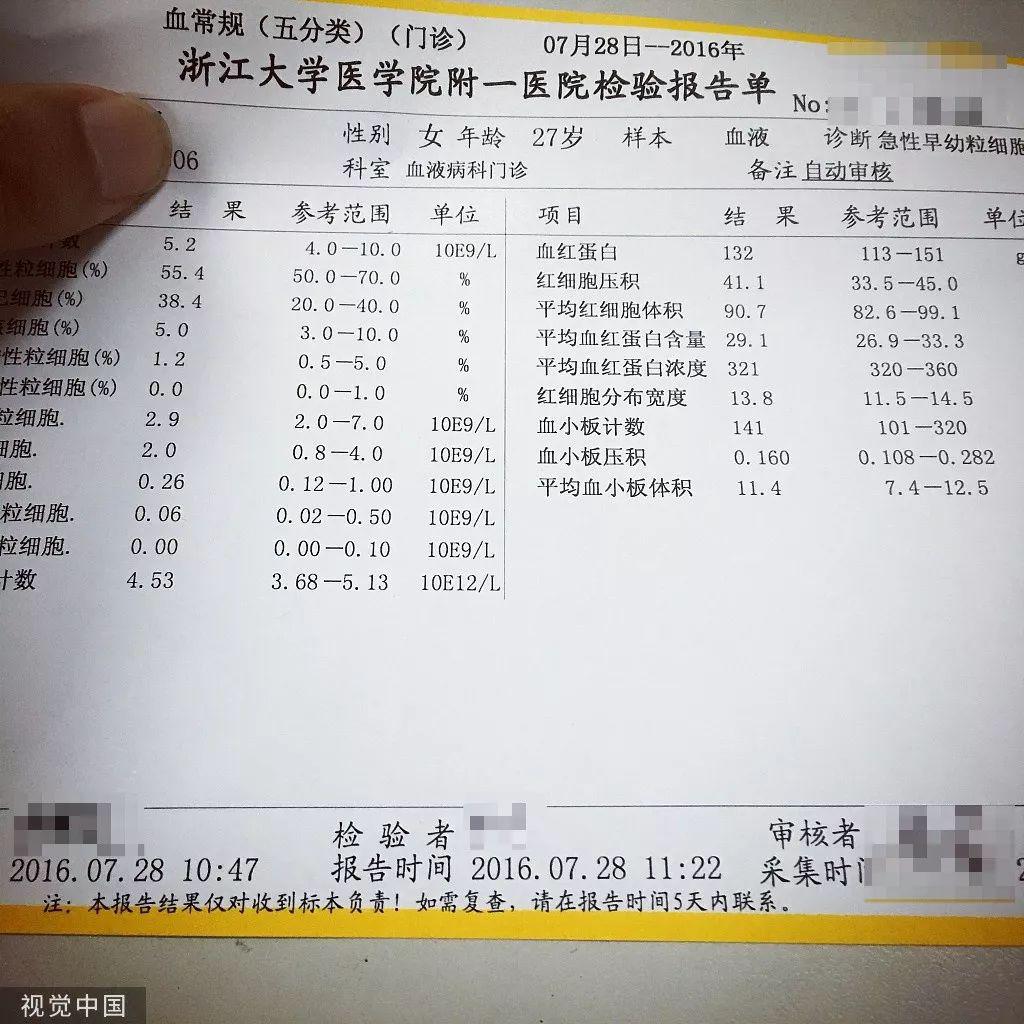 血常规（五分类）（门诊） 07月28日--2016年
浙江大学医学院附一医院检验报告单 No:
性别 女 年龄 27岁 样本 血液 诊断 急性早幼粒细胞
06 科室 血液病科门诊 备注 自动审核
结 果 参考范围 单位 项目 结 果 参考范围 单位
计数 5.2 4.0－10.0 10E9/L 血红蛋白 132 113－151 g
性粒细胞(%) 55.4 50.0－70.0 % 红细胞压积 41.1 33.5－45.0
细胞(%) 38.4 20.0－40.0 % 平均红细胞体积 90.7 82.6－99.1
细胞(%) 5.0 3.0－10.0 % 平均血红蛋白含量 29.1 26.9－33.3
性粒细胞(%) 1.2 0.5－5.0 % 平均血红蛋白浓度 321 320－360
性粒细胞(%) 0.0 0.0－1.0 % 红细胞分布宽度 13.8 11.5－14.5
粒细胞. 2.9 2.0－7.0 10E9/L 血小板计数 141 101－320
细胞. 2.0 0.8－4.0 10E9/L 血小板压积 0.160 0.108－0.282
胞. 0.26 0.12－1.00 10E9/L 平均血小板体积 11.4 7.4－12.5
粒细胞. 0.06 0.02－0.50 10E9/L
粒细胞. 0.00 0.00－0.10 10E9/L
计数 4.53 3.68－5.13 10E12/L
检 验 者 审核者
2016.07.28 10:47 报告时间 2016.07.28 11:22 采集时间
注: 本报告结果仅对收到标本负责! 如需复查, 请在报告时间5天内联系。
视觉中国